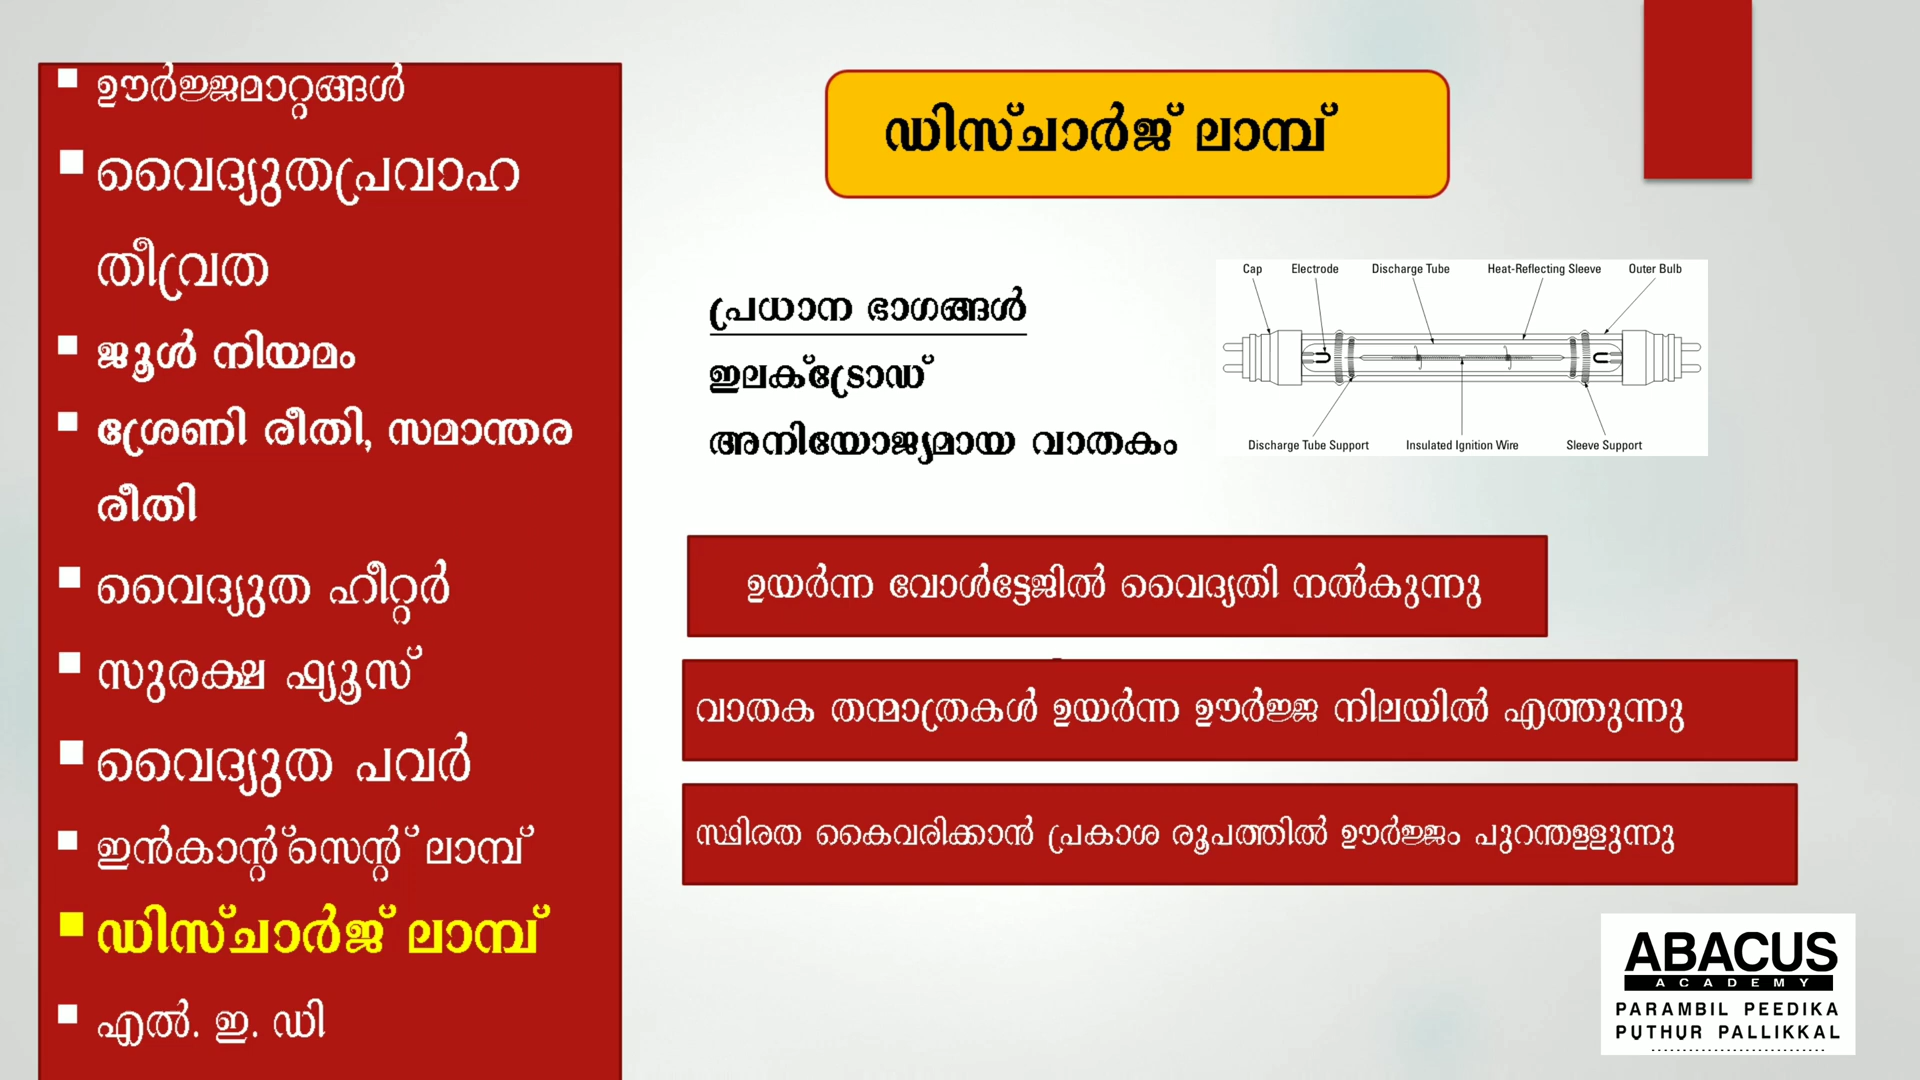 ഊർജ്ജമാറ്റങ്ങൾ
വൈദ്യുതപ്രവാഹ
തീവ്രത
ജൂൾ നിയമം
ശ്രേണി രീതി, സമാന്തര
രീതി
വൈദ്യുത ഹീറ്റർ
സുരക്ഷ ഫ്യൂസ്
വൈദ്യുത പവർ
ഇൻകാന്റ്സെന്റ് ലാമ്പ്
ഡിസ്ചാർജ് ലാമ്പ്
എൽ. ഇ. ഡി
ഡിസ്ചാർജ് ലാമ്പ്
പ്രധാന ഭാഗങ്ങൾ
ഇലക്ട്രോഡ്
അനിയോജ്യമായ വാതകം
Cap Electrode Discharge Tube Heat-Reflecting Sleeve Outer Bulb
Discharge Tube Support Insulated Ignition Wire Sleeve Support
ഉയർന്ന വോൾട്ടേജിൽ വൈദ്യതി നൽകുന്നു
വാതക തന്മാത്രകൾ ഉയർന്ന ഊർജ്ജ നിലയിൽ എത്തുന്നു
സ്ഥിരത കൈവരിക്കാൻ പ്രകാശ രൂപത്തിൽ ഊർജ്ജം പുറന്തള്ളുന്നു
ABACUS
ACADEMY
PARAMBIL PEEDIKA
PUTHUR PALLIKKAL